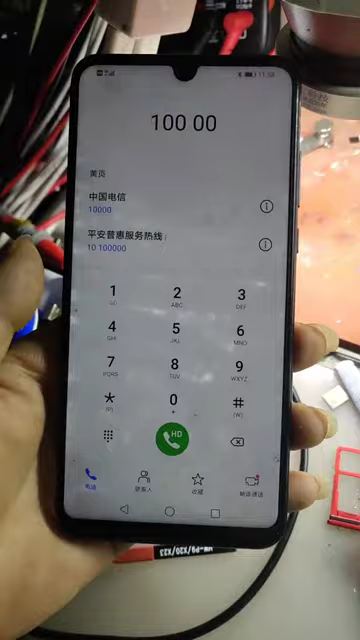 11:58
100 00
黄页
中国电信
10000
平安普惠服务热线
10 100000
1
2 ABC
3 DEF
4 GHI
5 JKL
6 MNO
7 PQRS
8 TUV
9 WXYZ
*
(P)
0
+
#
(W)
HD
电话
联系人
收藏
畅连通话